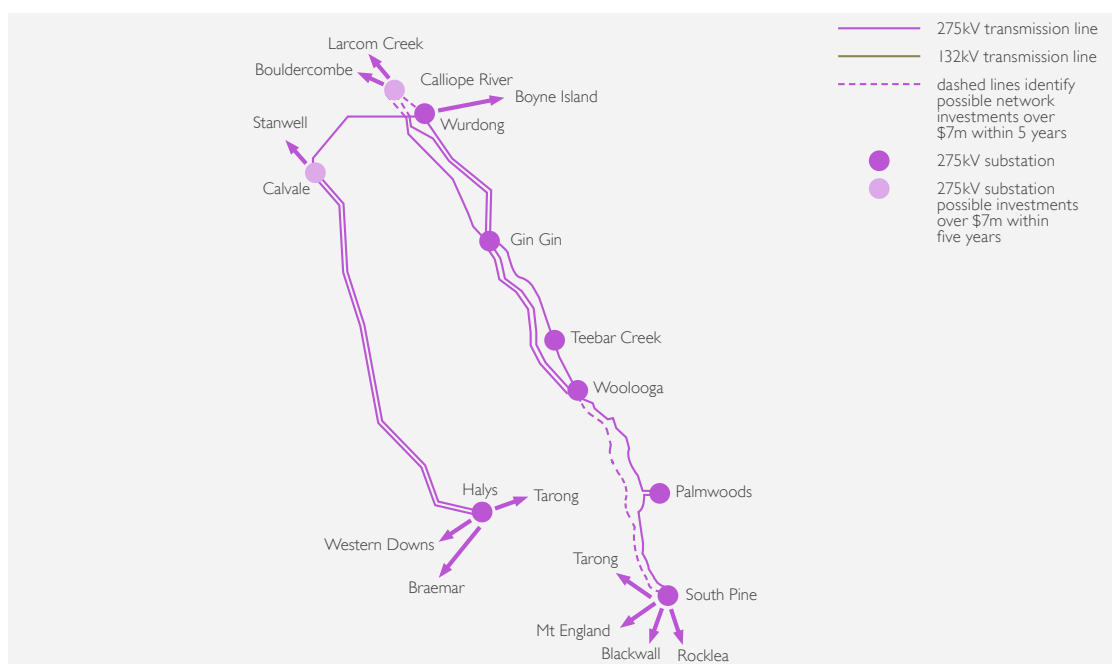 Larcom Creek
Bouldercombe
Calliope River
Boyne Island
Wurdong
Stanwell
Calvale
Gin Gin
Teebar Creek
Woolooga
Halys
Tarong
Palmwoods
Western Downs
Braemar
Tarong
South Pine
Mt England
Blackwall
Rocklea
275kV transmission line
132kV transmission line
dashed lines identify
possible network
investments over
$7m within 5 years
275kV substation
275kV substation
possible investments
over $7m within
five years